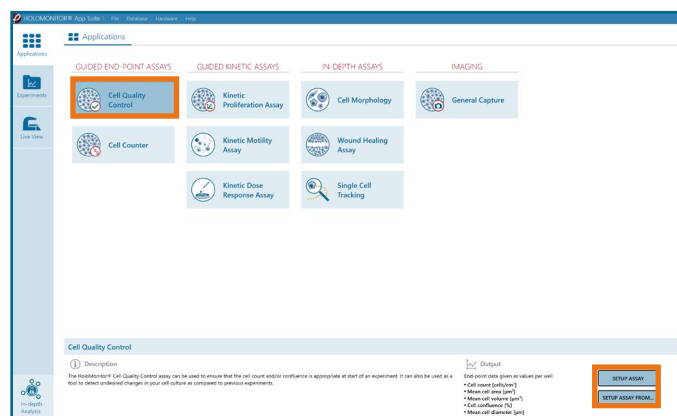 HOLOMONITOR® App Suite File Database Hardware Help
Applications
Applications
GUIDED END-POINT ASSAYS GUIDED KINETIC ASSAYS IN-DEPTH ASSAYS IMAGING
Cell Quality
Control
Kinetic
Proliferation Assay
Cell Morphology
General Capture
Experiments
Live View
Cell Counter
Kinetic Motility
Assay
Wound Healing
Assay
Kinetic Dose
Response Assay
Single Cell
Tracking
Cell Quality Control
Description
The HoloMonitor® Cell Quality Control assay can be used to ensure that the cell count and/or confluence is appropriate at start of an experiment. It can also be used as a
tool to detect undesired changes in your cell culture as compared to previous experiments.
Output
End-point data given as values per well:
• Cell count [cells/cm²]
• Mean cell area [µm²]
• Mean cell volume [µm³]
• Cell confluence [%]
• Mean cell diameter [µm]
SETUP ASSAY
SETUP ASSAY FROM...
In-depth
Analysis